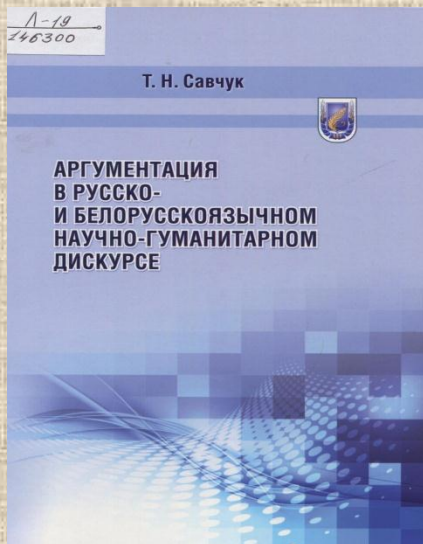 Л-19
146300
Т. Н. Савчук
АРГУМЕНТАЦИЯ
В РУССКО-
И БЕЛОРУССКОЯЗЫЧНОМ
НАУЧНО-ГУМАНИТАРНОМ
ДИСКУРСЕ